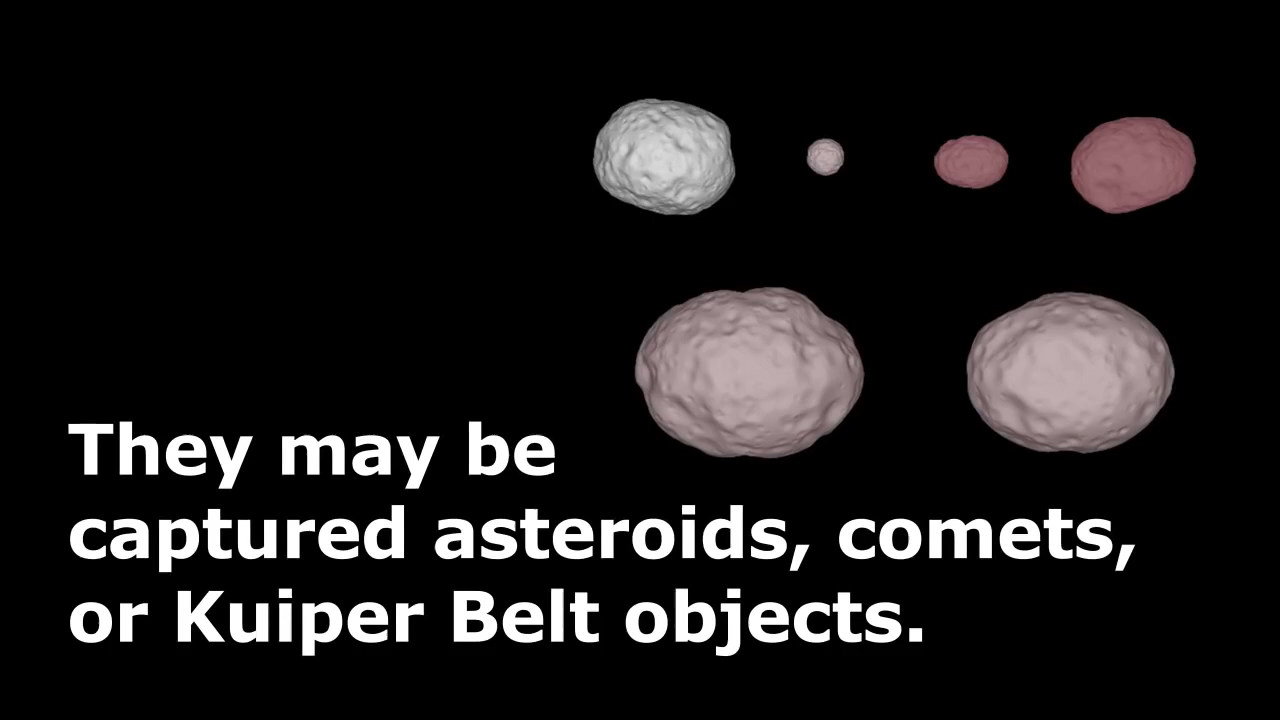 They may be
captured asteroids, comets,
or Kuiper Belt objects.